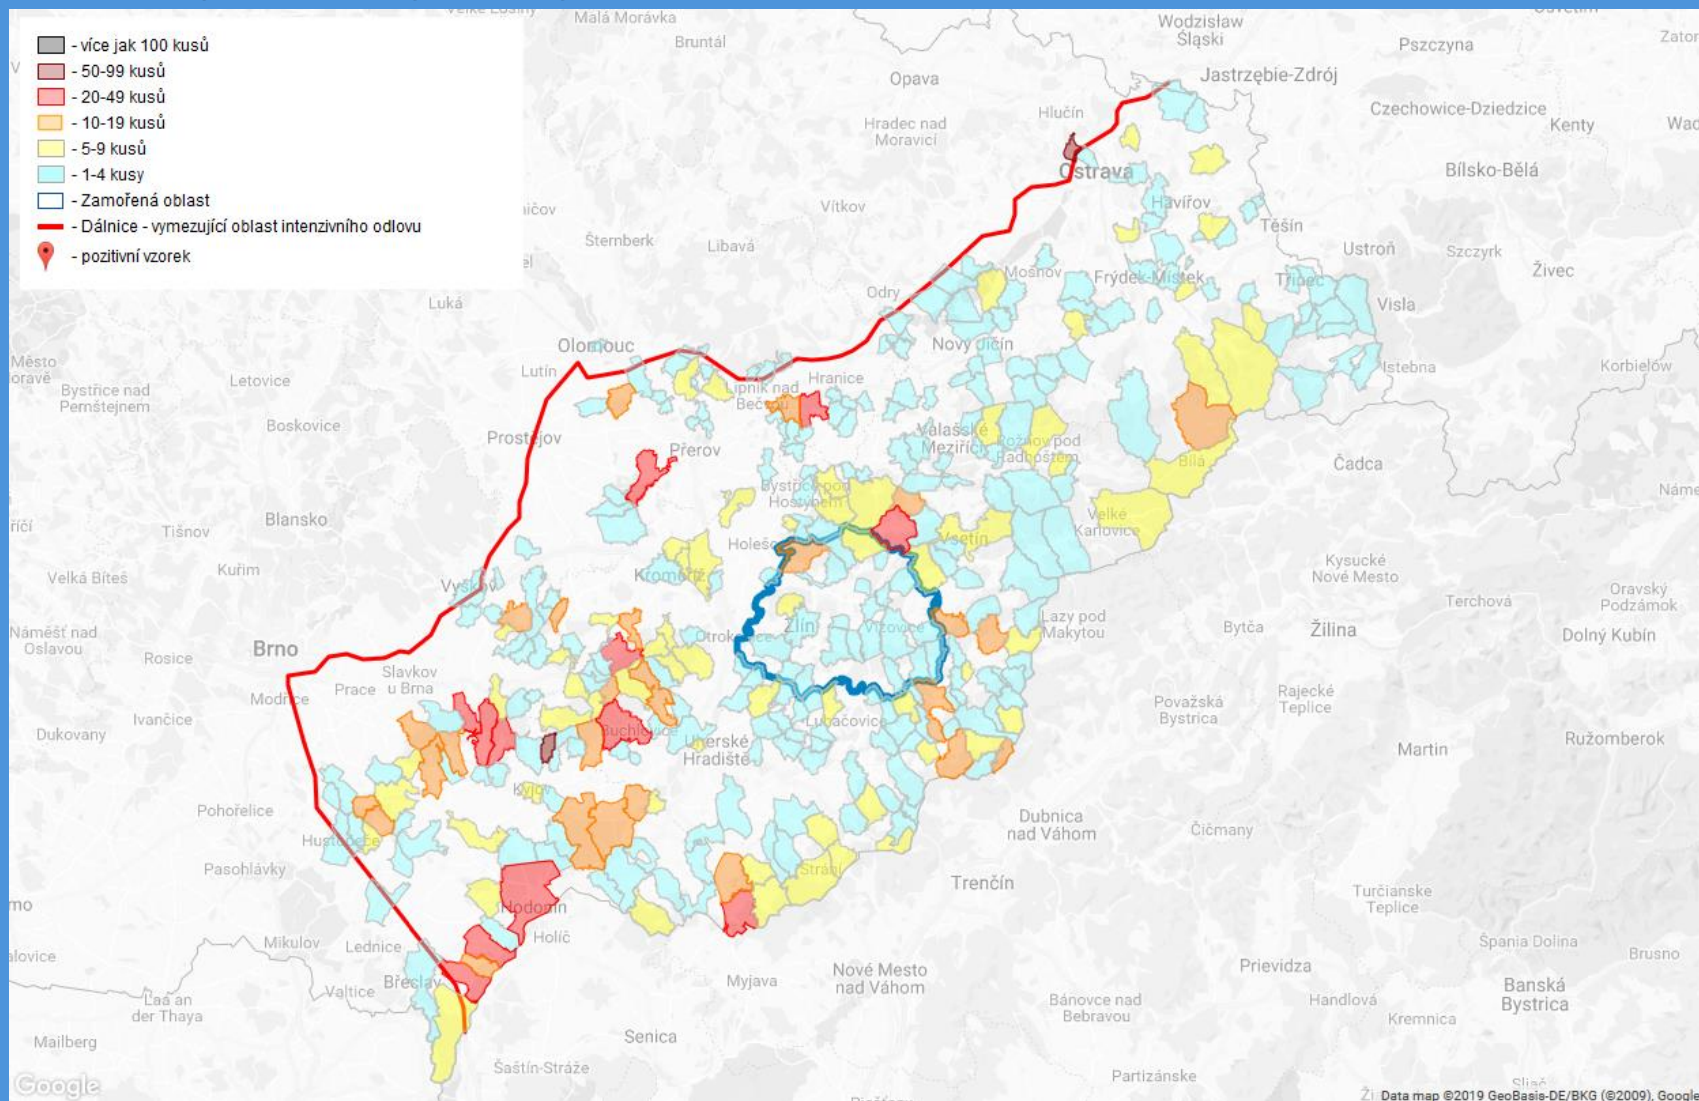 - více jak 100 kusů
- 50-99 kusů
- 20-49 kusů
- 10-19 kusů
- 5-9 kusů
- 1-4 kusy
- Zamořená oblast
- Dálnice - vymezující oblast intenzivního odlovu
- pozitivní vzorek
Malá Morávka
Bruntál
Opava
Hradec nad
Moravicí
Hlučín
Wodzisław
Śląski
Pszczyna
Jastrzębie-Zdrój
Czechowice-Dziedzice
Kenty
Ostrava
Bílsko-Bělá
Havířov
Těšín
Ustroń
Szczyrk
Živec
Vítkov
Šternberk
Libavá
Mošnov
Frýdek-Místek
Třinec
Visla
Odry
Luká
Olomouc
Nový Jičín
Istebna
Korbielów
Lutín
Hranice
Lipník nad
Bečvou
Letovice
Bystřice nad
Pernštejnem
Boskovice
Prostějov
Přerov
Valašské
Meziříčí
Rožnov pod
Radhoštěm
Bílá
Čadca
Bystřice pod
Hostýnem
Blansko
Tišnov
Holešov
Vsetín
Velké
Karlovice
Kysucké
Nové Mesto
Oravský
Podzámok
Velká Bíteš
Kuřim
Vyškov
Kroměříž
Terchová
Lazy pod
Makytou
Bytča
Žilina
Dolný Kubín
Náměšť nad
Oslavou
Rosice
Brno
Slavkov
u Brna
Otrokovice
Zlín
Vizovice
Modřice
Prace
Ivančice
Dukovany
Považská
Bystrica
Rajecké
Teplice
Luhačovice
Buchlovice
Uherské
Hradiště
Martin
Ružomberok
Kyjov
Pohořelice
Hustopeče
Dubnica
nad Váhom
Čičmany
Pasohlávky
Strání
Trenčín
Turčianske
Teplice
Hodonín
Holíč
Mikulov
Lednice
Špania Dolina
Brusno
Břeclav
Valtice
Myjava
Nové Mesto
nad Váhom
Prievidza
Laa an
der Thaya
Bánovce nad
Bebravou
Handlová
Kremnica
Banská
Bystrica
Mailberg
Senica
Šaštín-Stráže
Partizánske
Google
Data map ©2019 GeoBasis-DE/BKG (©2009), Google